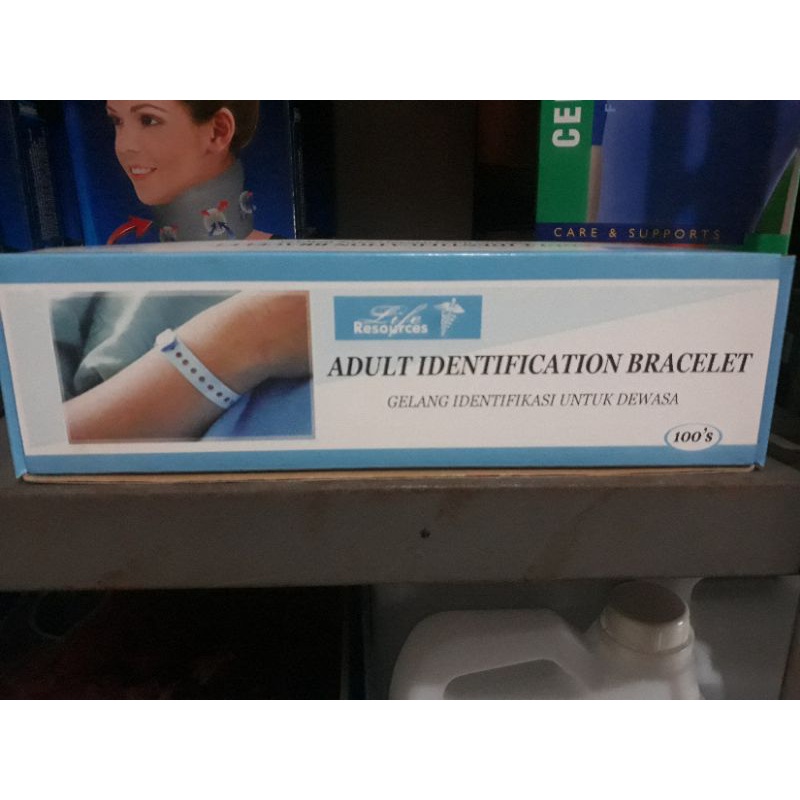 CE
CARE & SUPPORTS
Life
Resources
ADULT IDENTIFICATION BRACELET
GELANG IDENTIFIKASI UNTUK DEWASA
100's